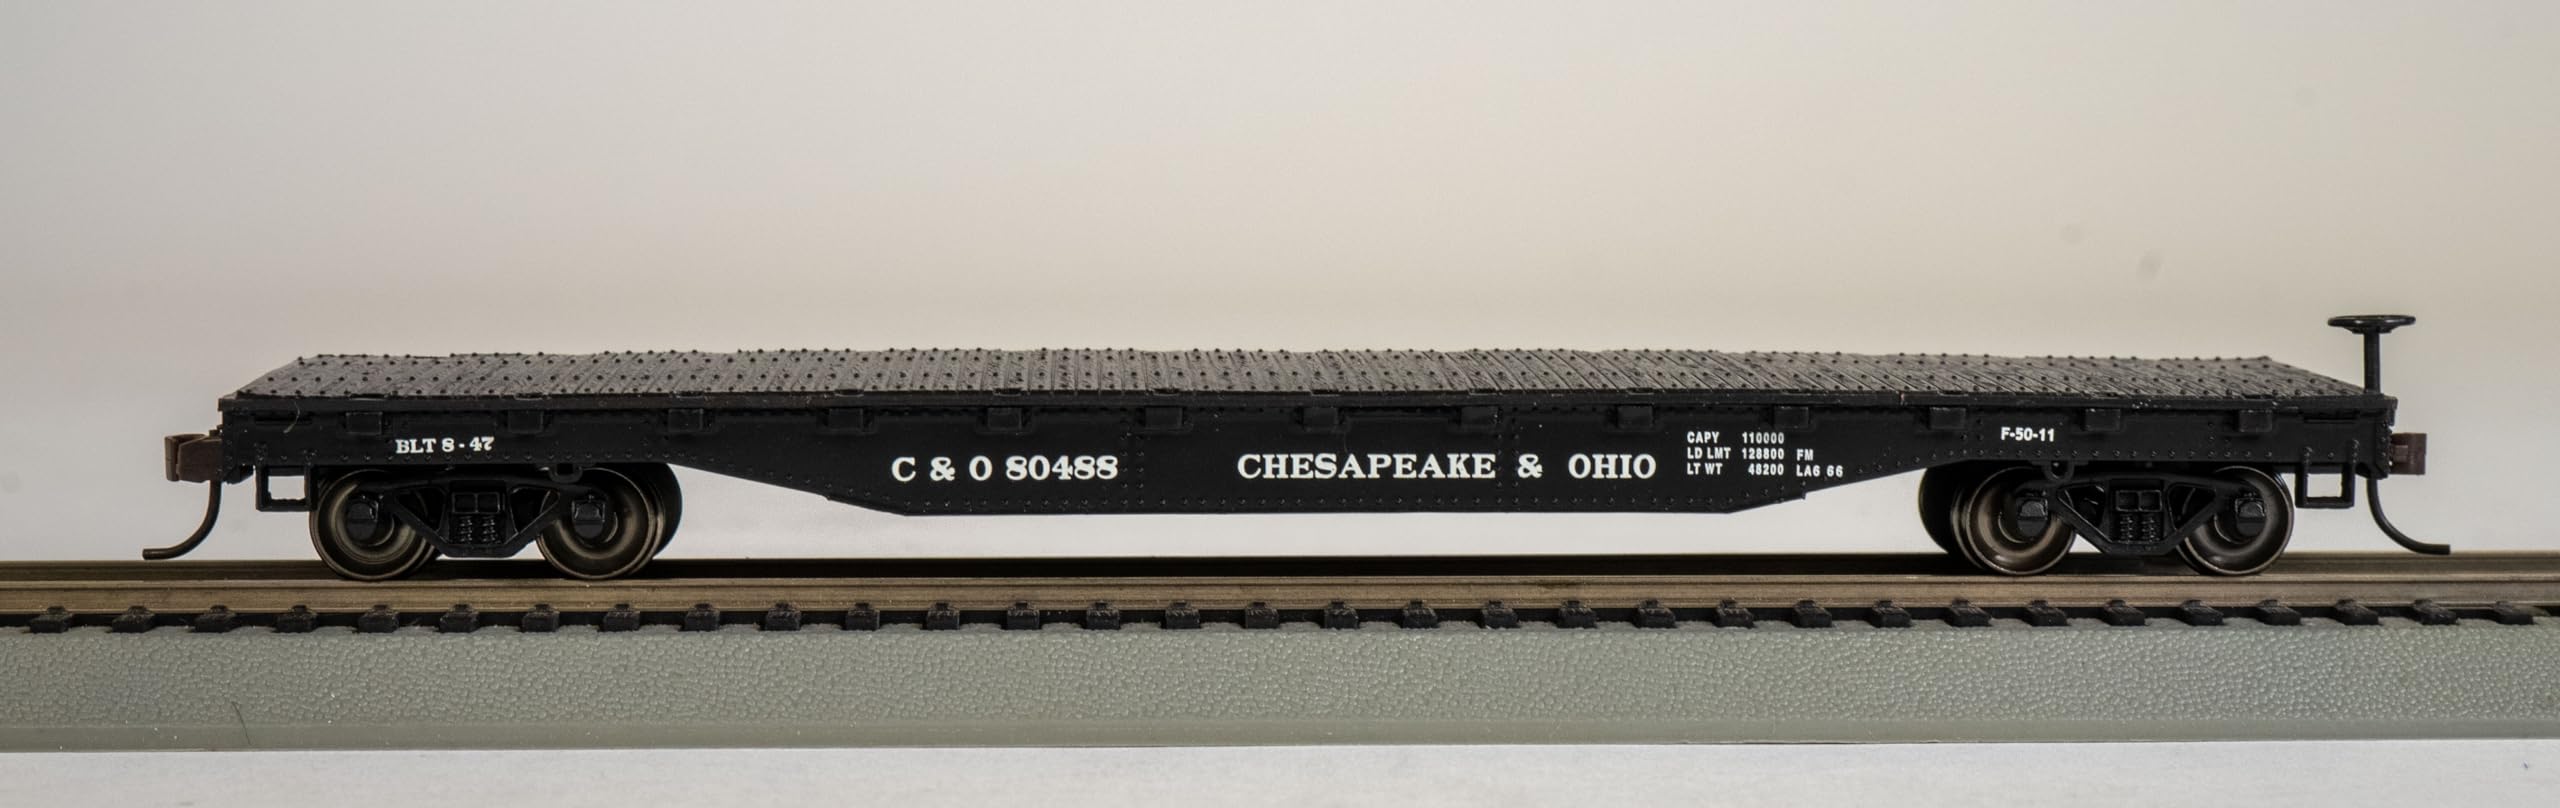 BLT 8-47
C & O 80488
CHESAPEAKE & OHIO
CAPY 110000
LD LMT 128800 FM
LT WT 48200 LA6 66
F-50-11